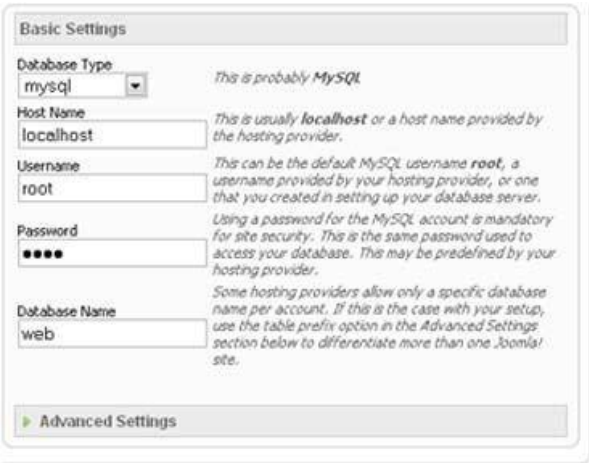 Basic Settings
Database Type
mysql
This is probably MySQL
Host Name
localhost
This is usually localhost or a host name provided by
the hosting provider.
Username
root
This can be the default MySQL username root, a
username provided by your hosting provider, or one
that you created in setting up your database server.
Password
••••
Using a password for the MySQL account is mandatory
for site security. This is the same password used to
access your database. This may be predefined by your
hosting provider.
Database Name
web
Some hosting providers allow only a specific database
name per account. If this is the case with your setup,
use the table prefix option in the Advanced Settings
section below to differentiate more than one Joomla!
site.
Advanced Settings